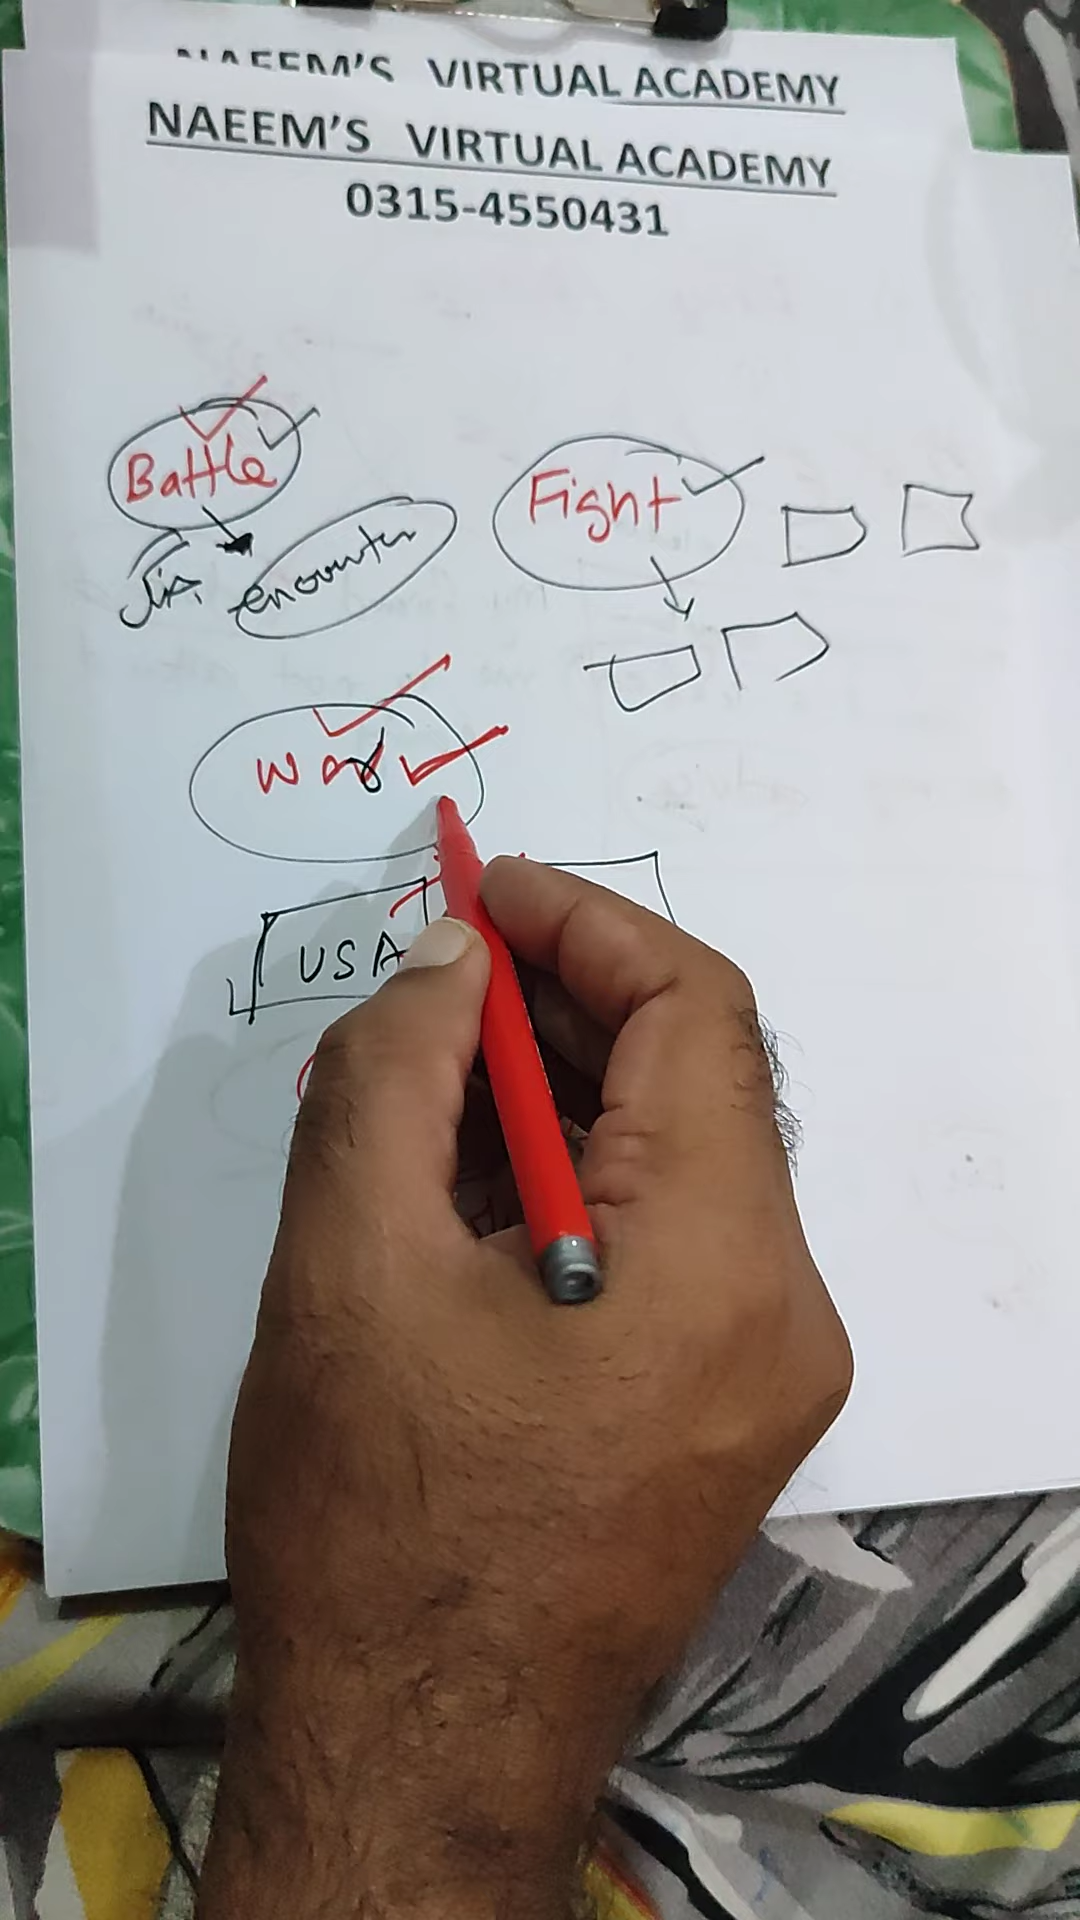 NAEEM'S VIRTUAL ACADEMY
NAEEM'S VIRTUAL ACADEMY
0315-4550431
Battle
Fight
encounter
War
USA